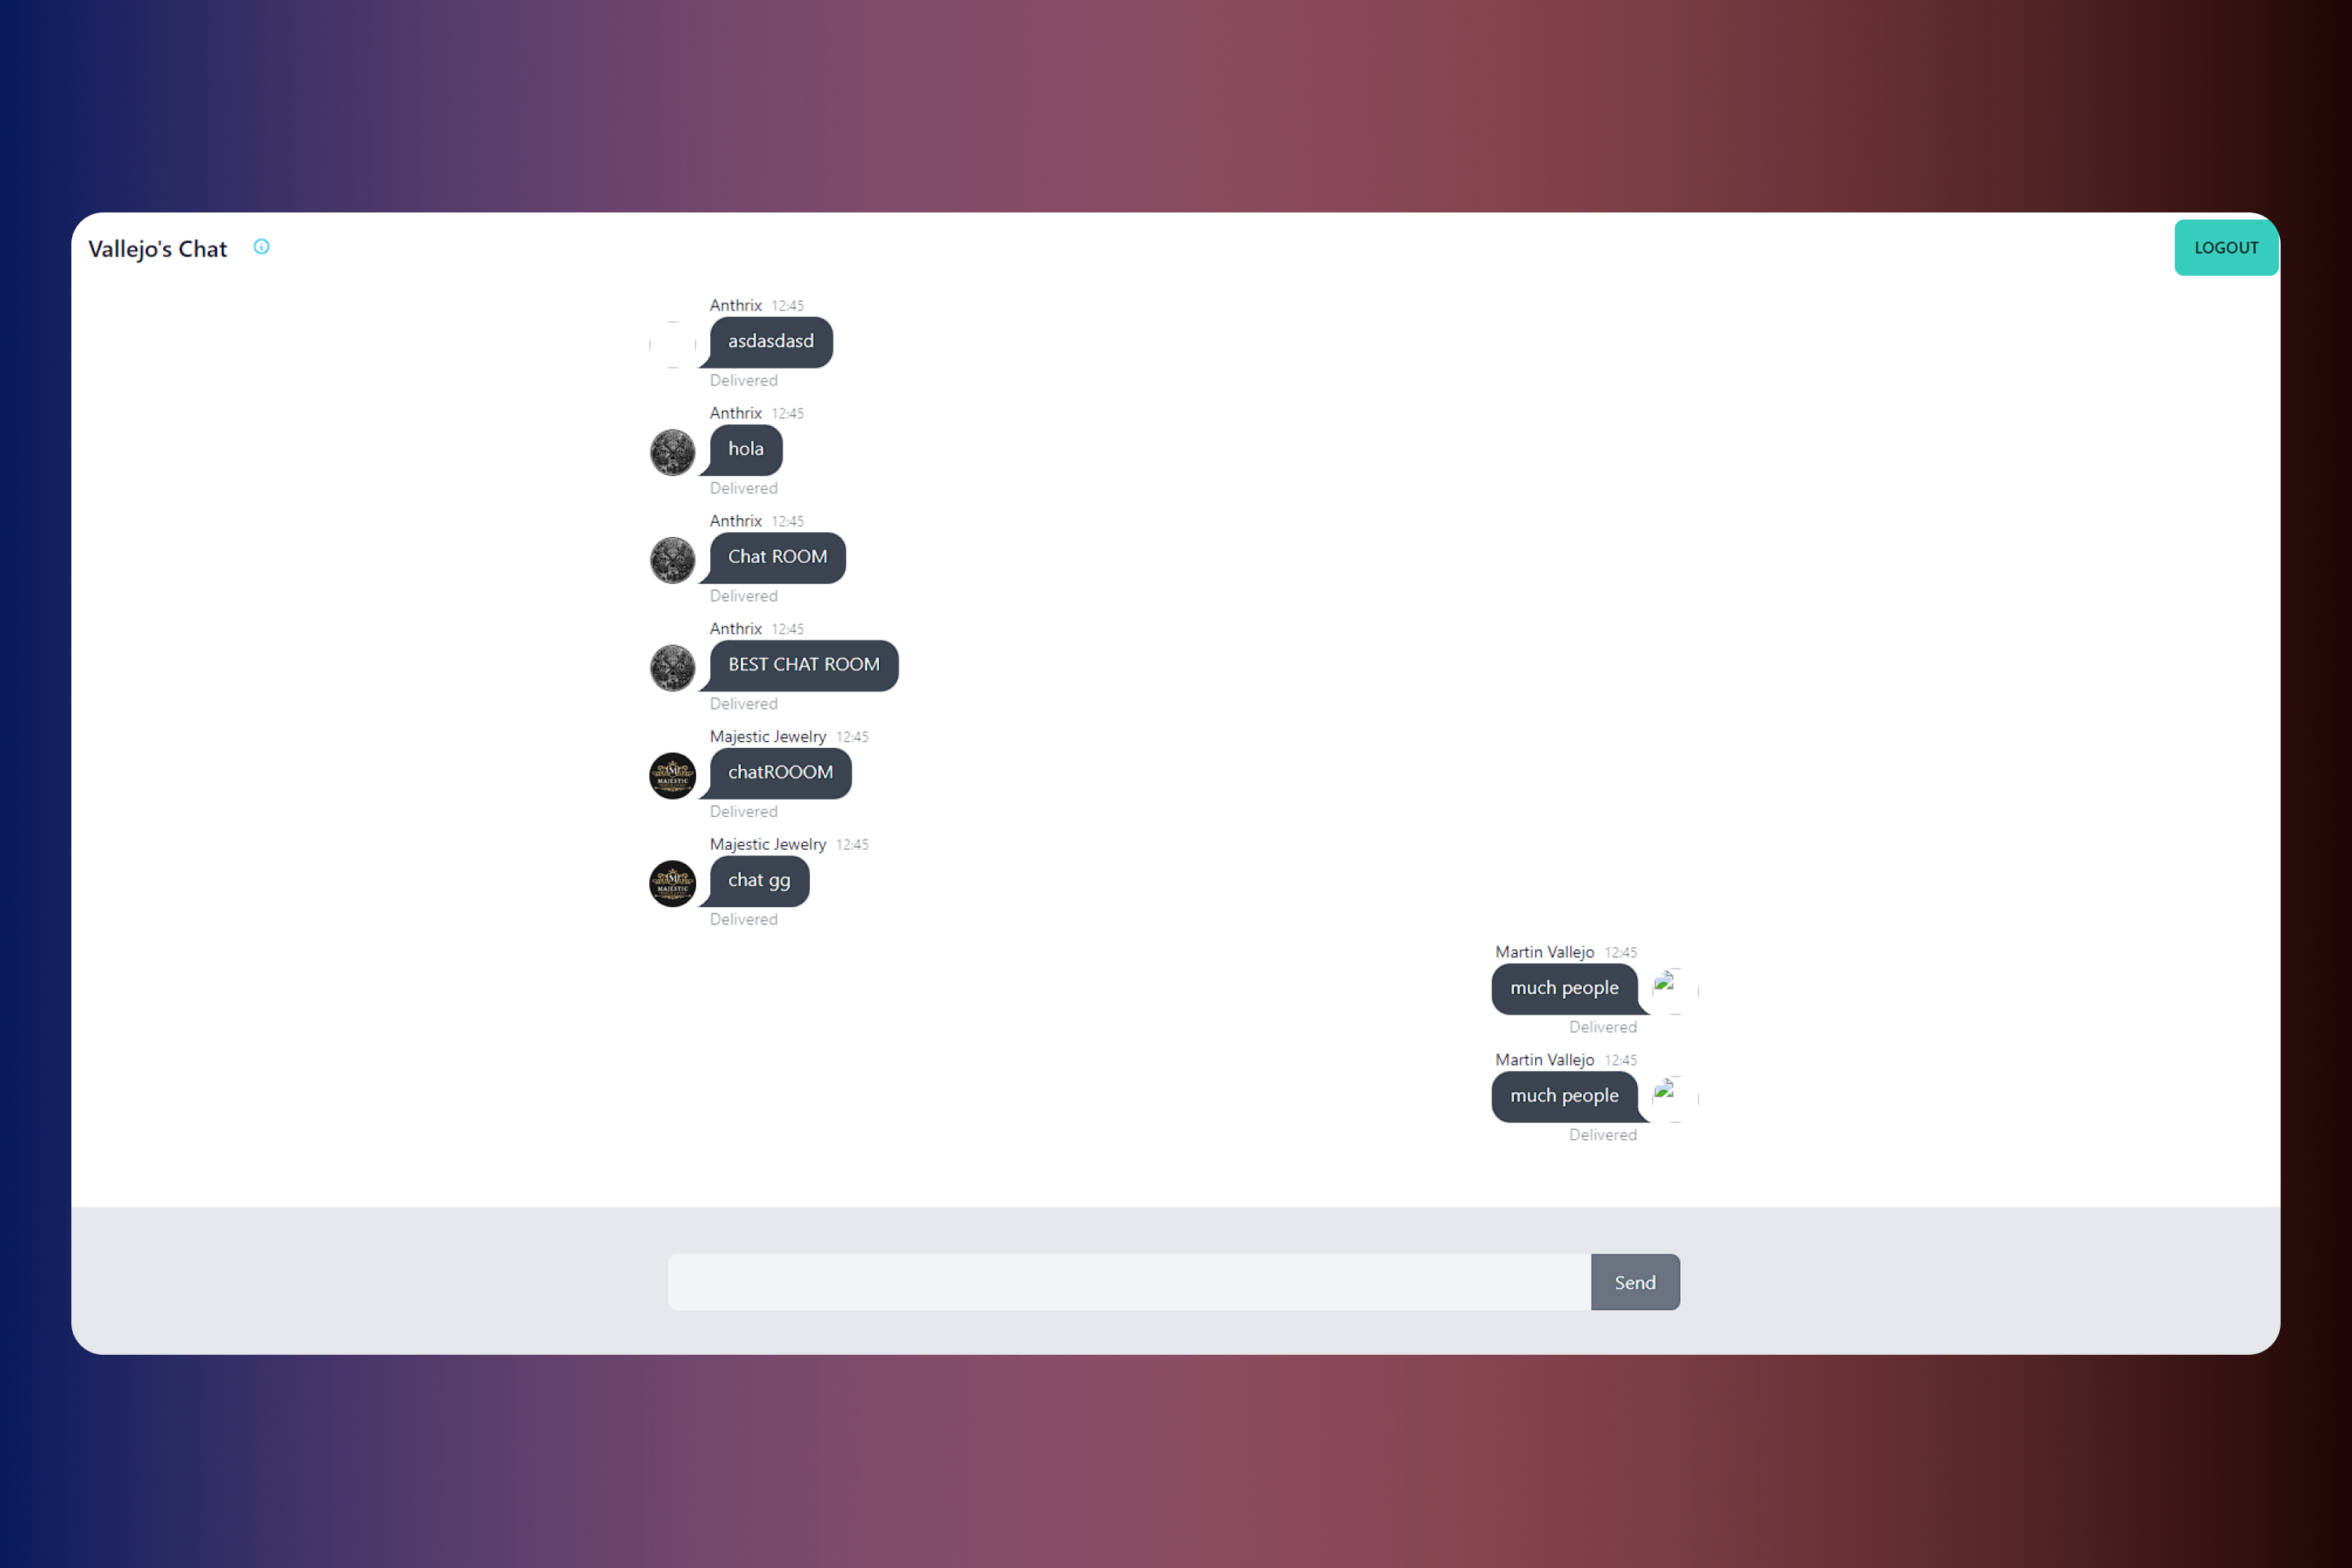 Vallejo's Chat
LOGOUT
Anthrix 12:45
asdasdasd
Delivered
Anthrix 12:45
hola
Delivered
Anthrix 12:45
Chat ROOM
Delivered
Anthrix 12:45
BEST CHAT ROOM
Delivered
Majestic Jewelry 12:45
chatROOOM
MAJESTIC
Delivered
Majestic Jewelry 12:45
chat gg
MAJESTIC
Delivered
Martin Vallejo 12:45
much people
Delivered
Martin Vallejo 12:45
much people
Delivered
Send